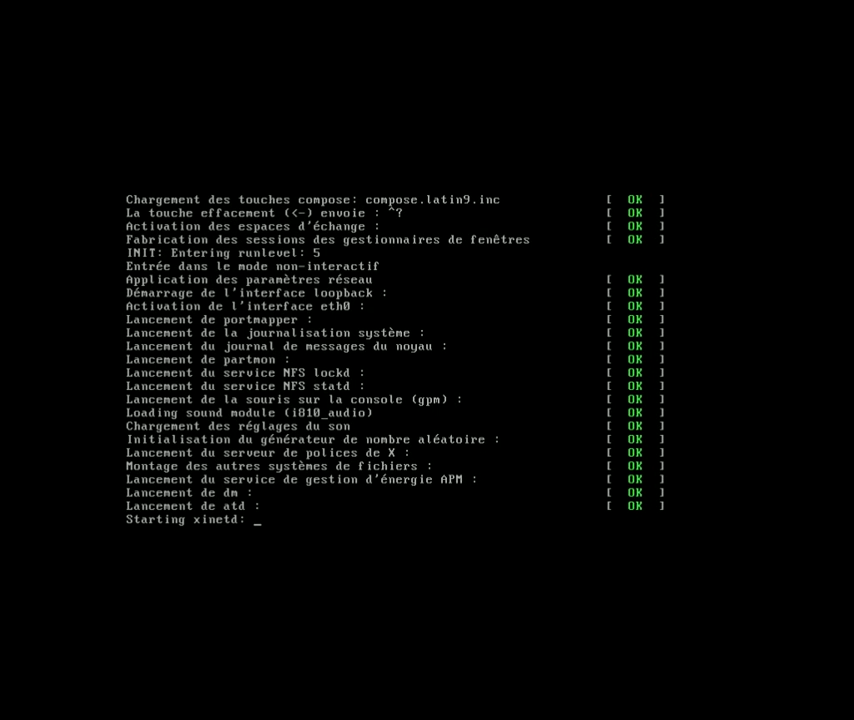 Chargement des touches compose: compose.latin9.inc [ OK ]
La touche effacement (<-) envoie : ^? [ OK ]
Activation des espaces d'échange : [ OK ]
Fabrication des sessions des gestionnaires de fenêtres [ OK ]
INIT: Entering runlevel: 5
Entrée dans le mode non-interactif
Application des paramètres réseau [ OK ]
Démarrage de l'interface loopback : [ OK ]
Activation de l'interface eth0 : [ OK ]
Lancement de portmapper : [ OK ]
Lancement de la journalisation système : [ OK ]
Lancement du journal de messages du noyau : [ OK ]
Lancement de partmon : [ OK ]
Lancement du service NFS lockd : [ OK ]
Lancement du service NFS statd : [ OK ]
Lancement de la souris sur la console (gpm) : [ OK ]
Loading sound module (i810_audio) [ OK ]
Chargement des réglages du son [ OK ]
Initialisation du générateur de nombre aléatoire : [ OK ]
Lancement du serveur de polices de X : [ OK ]
Montage des autres systèmes de fichiers : [ OK ]
Lancement du service de gestion d'énergie APM : [ OK ]
Lancement de dm : [ OK ]
Lancement de atd : [ OK ]
Starting xinetd: _